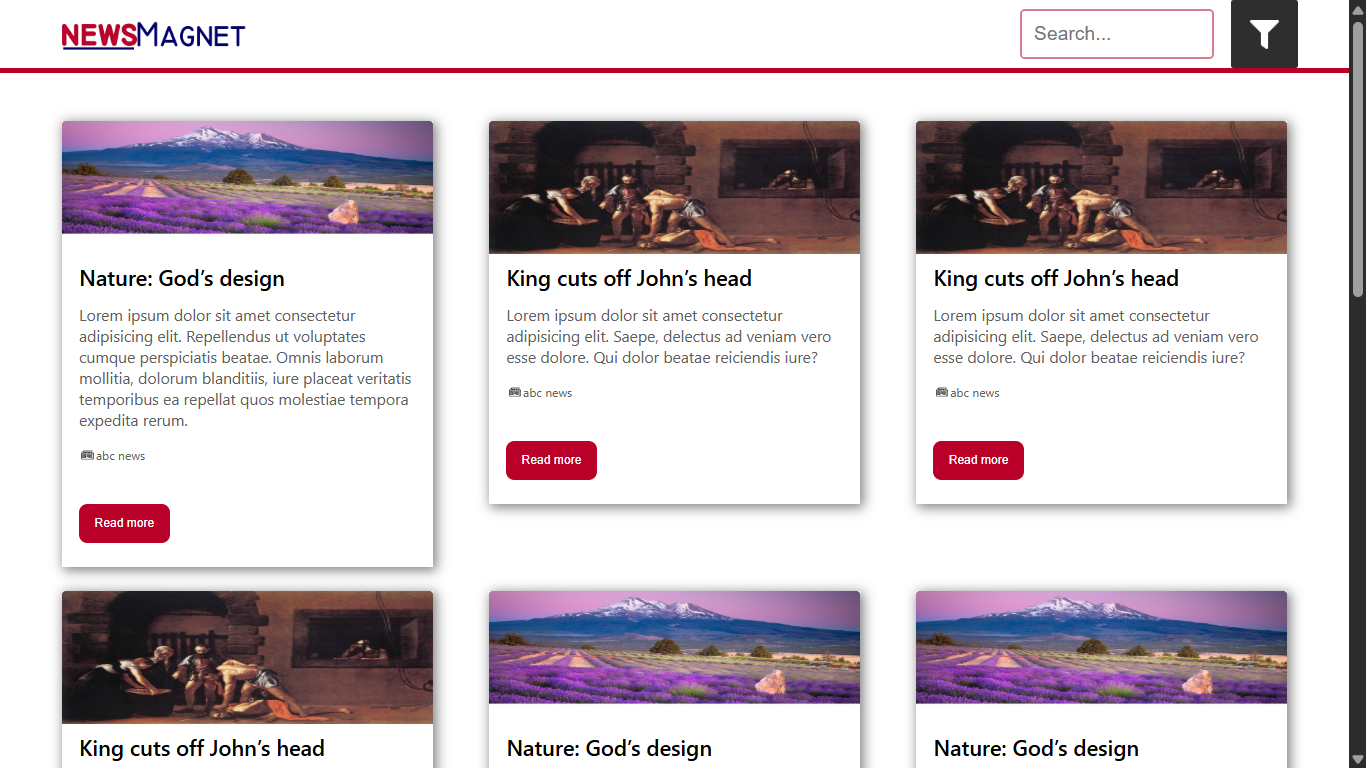 NEWSMAGNET
Search...
Nature: God’s design
Lorem ipsum dolor sit amet consectetur
adipisicing elit. Repellendus ut voluptates
cumque perspiciatis beatae. Omnis laborum
mollitia, dolorum blanditiis, iure placeat veritatis
temporibus ea repellat quos molestiae tempora
expedita rerum.
abc news
Read more
King cuts off John’s head
Lorem ipsum dolor sit amet consectetur
adipisicing elit. Saepe, delectus ad veniam vero
esse dolore. Qui dolor beatae reiciendis iure?
abc news
Read more
King cuts off John’s head
Lorem ipsum dolor sit amet consectetur
adipisicing elit. Saepe, delectus ad veniam vero
esse dolore. Qui dolor beatae reiciendis iure?
abc news
Read more
King cuts off John’s head
Nature: God’s design
Nature: God’s design